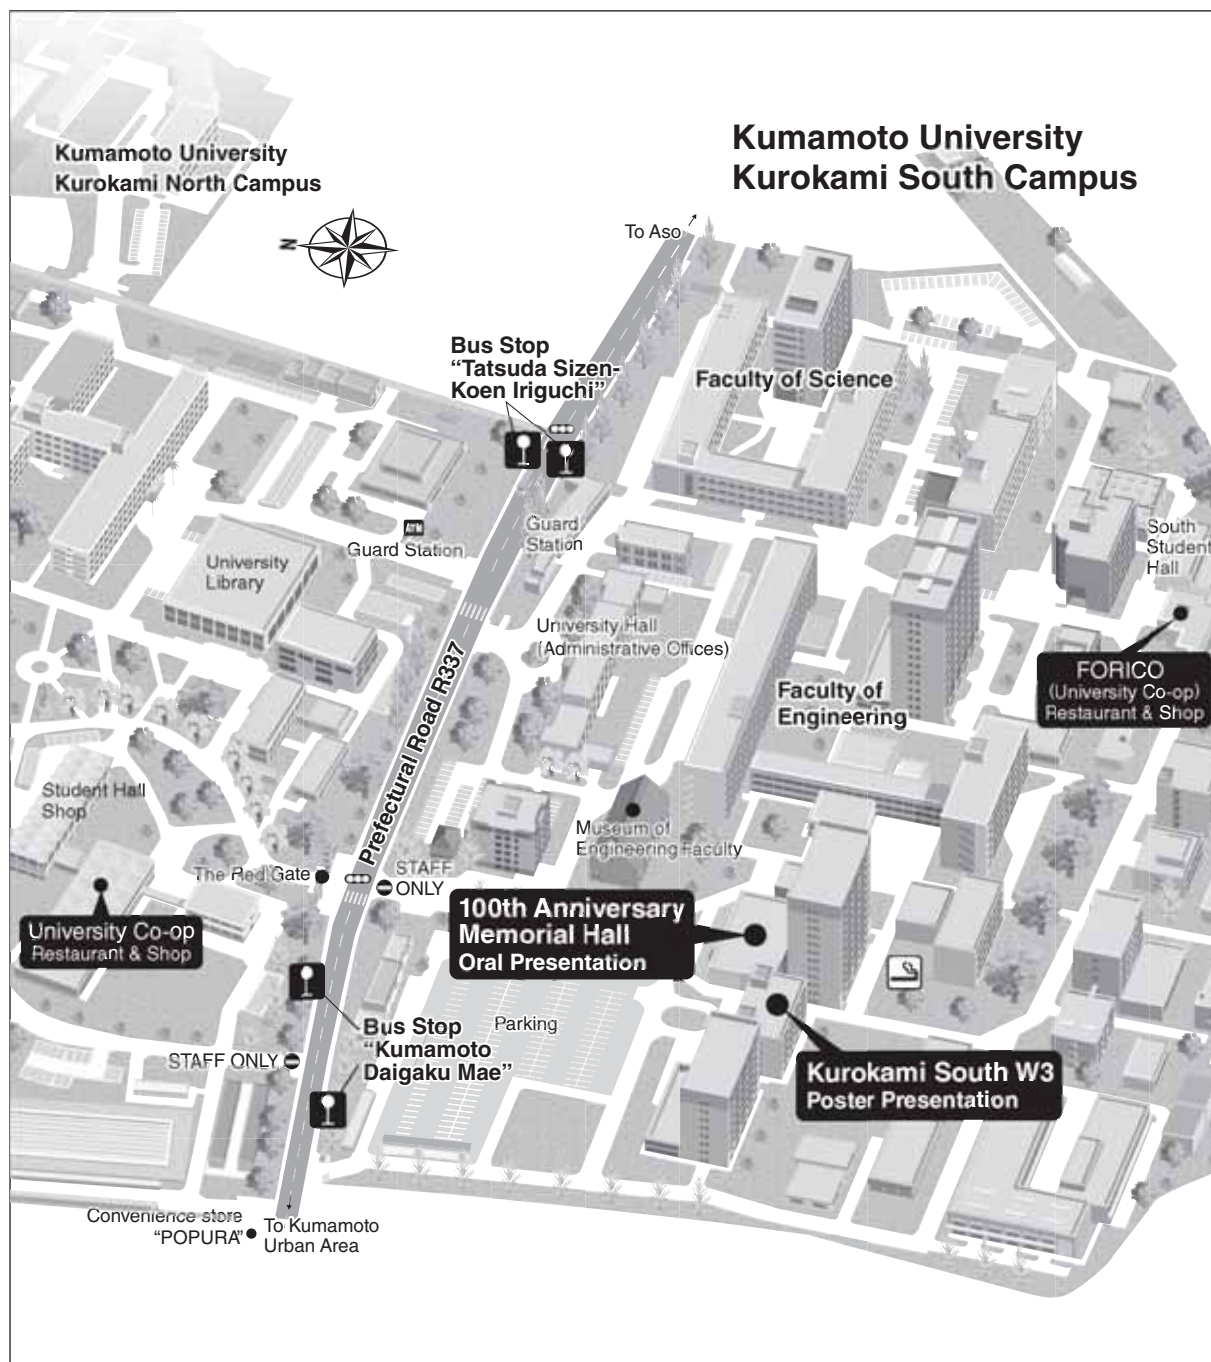 Kumamoto University
Kurokami South Campus
Kumamoto University
Kurokami North Campus
N
To Aso
Bus Stop
“Tatsuda Sizen-
Koen Iriguchi”
Faculty of Science
Guard
Station
Guard Station
South
Student
Hall
University
Library
University Hall
(Administrative Offices)
FORICO
(University Co-op)
Restaurant & Shop
Faculty of
Engineering
Prefectural Road R337
Student Hall
Shop
Museum of
Engineering Faculty
The Red Gate
STAFF
ONLY
100th Anniversary
Memorial Hall
Oral Presentation
University Co-op
Restaurant & Shop
Parking
Bus Stop
“Kumamoto
Daigaku Mae”
STAFF ONLY
Kurokami South W3
Poster Presentation
Convenience store
“POPURA”
To Kumamoto
Urban Area